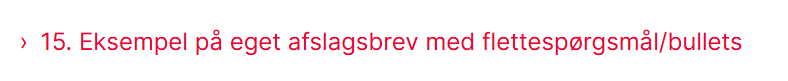 › 15. Eksempel på eget afslagsbrev med flettespørgsmål/bullets